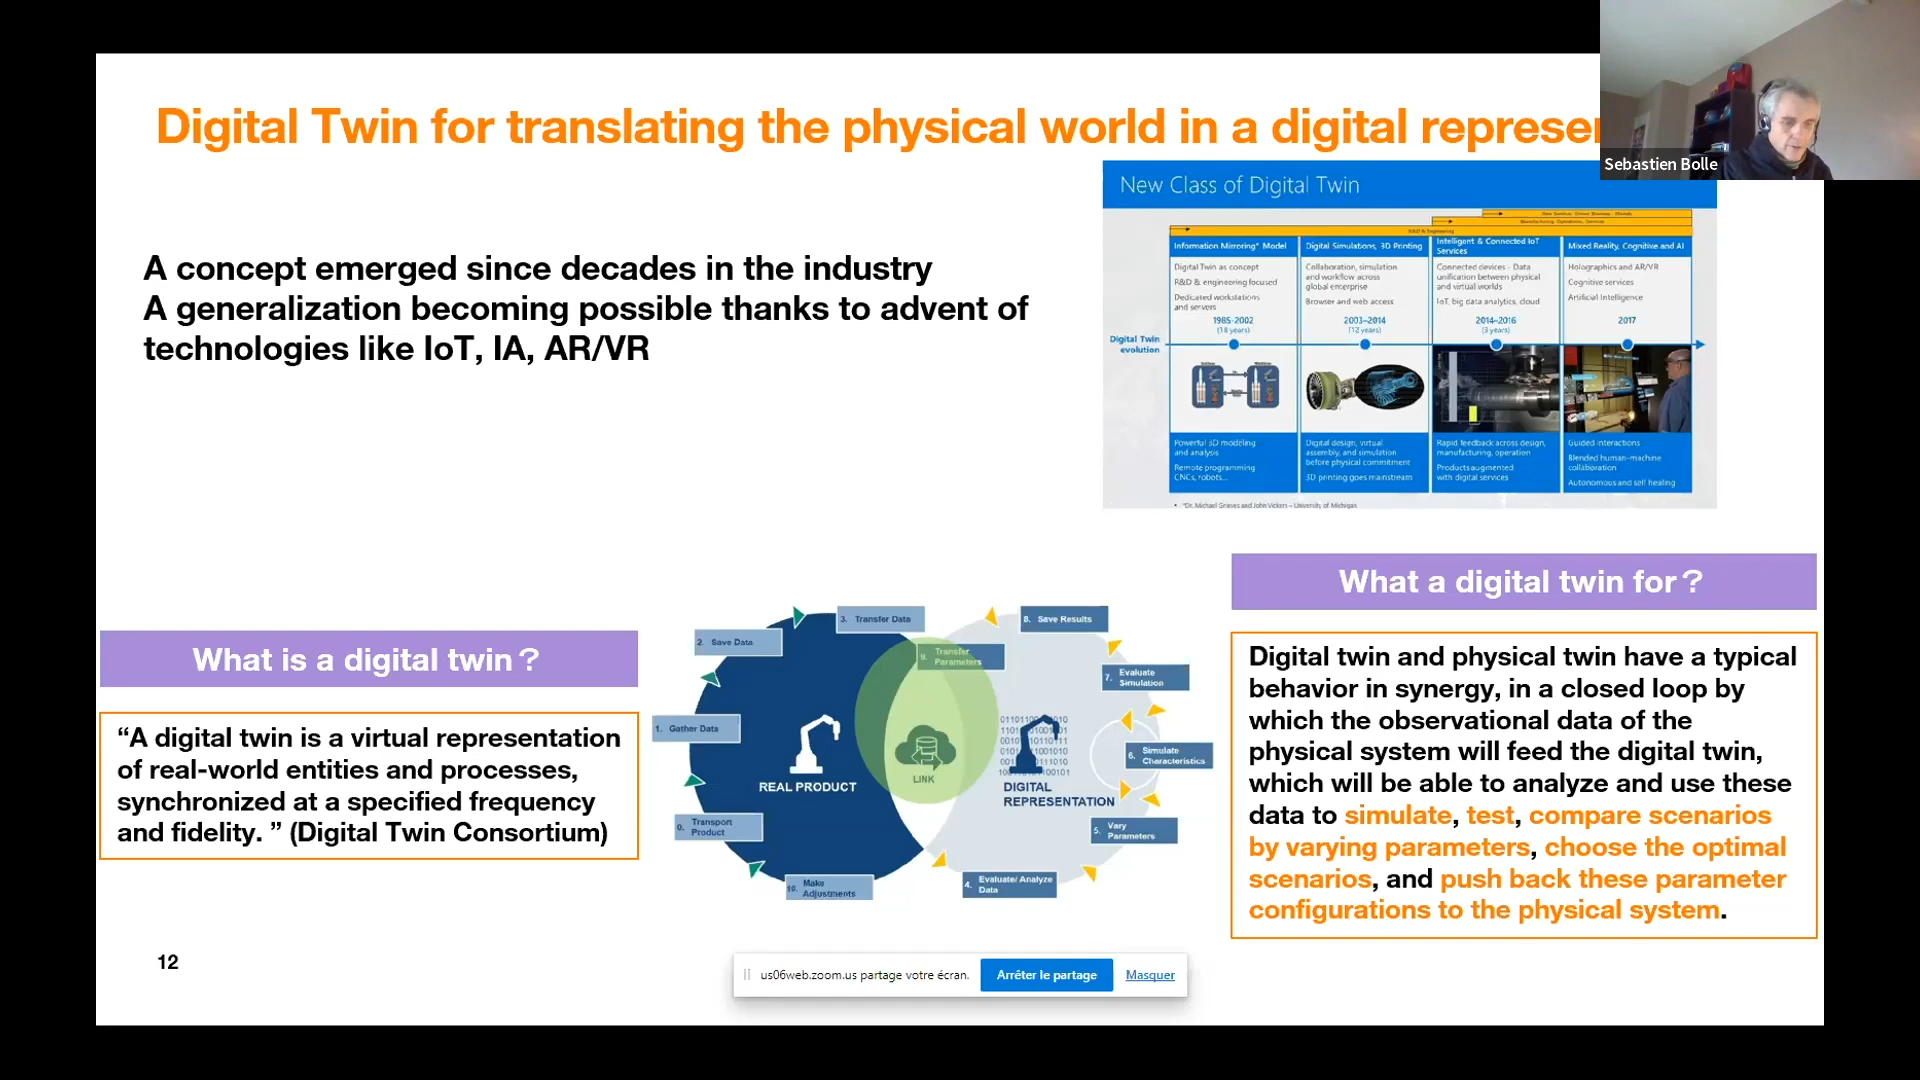 Digital Twin for translating the physical world in a digital represe
Sebastien Bolle
A concept emerged since decades in the industry
A generalization becoming possible thanks to advent of
technologies like IoT, IA, AR/VR
New Class of Digital Twin
R&D & Engineering
Information Mirroring* Model
Digital Twin as concept
R&D & engineering focused
Dedicated workstations
and servers
1985-2002
(18 years)
Digital Simulations, 3D Printing
Collaboration, simulation
and workflow across
global enterprise
Browser and web access
2003–2014
(12 years)
Intelligent & Connected IoT
Services
Connected devices - Data
unification between physical
and virtual worlds
IoT, big data analytics, cloud
2014–2016
(3 years)
Mixed Reality, Cognitive and AI
Holographics and AR/VR
Cognitive services
Artificial Intelligence
2017
Digital Twin
evolution
Powerful 3D modeling
and analysis
Remote programming
CNCs, robots...
Digital design, virtual
assembly, and simulation
before physical commitment
3D printing goes mainstream
Rapid feedback across design,
manufacturing, operation
Products augmented
with digital services
Guided interactions
Blended human–machine
collaboration
Autonomous and self healing
• *Dr. Michael Grieves and John Vickers – University of Michigan
What is a digital twin ?
“A digital twin is a virtual representation
of real-world entities and processes,
synchronized at a specified frequency
and fidelity. ” (Digital Twin Consortium)
3. Transfer Data
2. Save Data
1. Gather Data
0. Transport
Product
10. Make
Adjustments
REAL PRODUCT
LINK
9. Transfer
Parameters
8. Save Results
7. Evaluate
Simulation
6. Simulate
Characteristics
5. Vary
Parameters
4. Evaluate/ Analyze
Data
DIGITAL
REPRESENTATION
What a digital twin for ?
Digital twin and physical twin have a typical
behavior in synergy, in a closed loop by
which the observational data of the
physical system will feed the digital twin,
which will be able to analyze and use these
data to simulate, test, compare scenarios
by varying parameters, choose the optimal
scenarios, and push back these parameter
configurations to the physical system.
12
us06web.zoom.us partage votre écran.
Arrêter le partage
Masquer